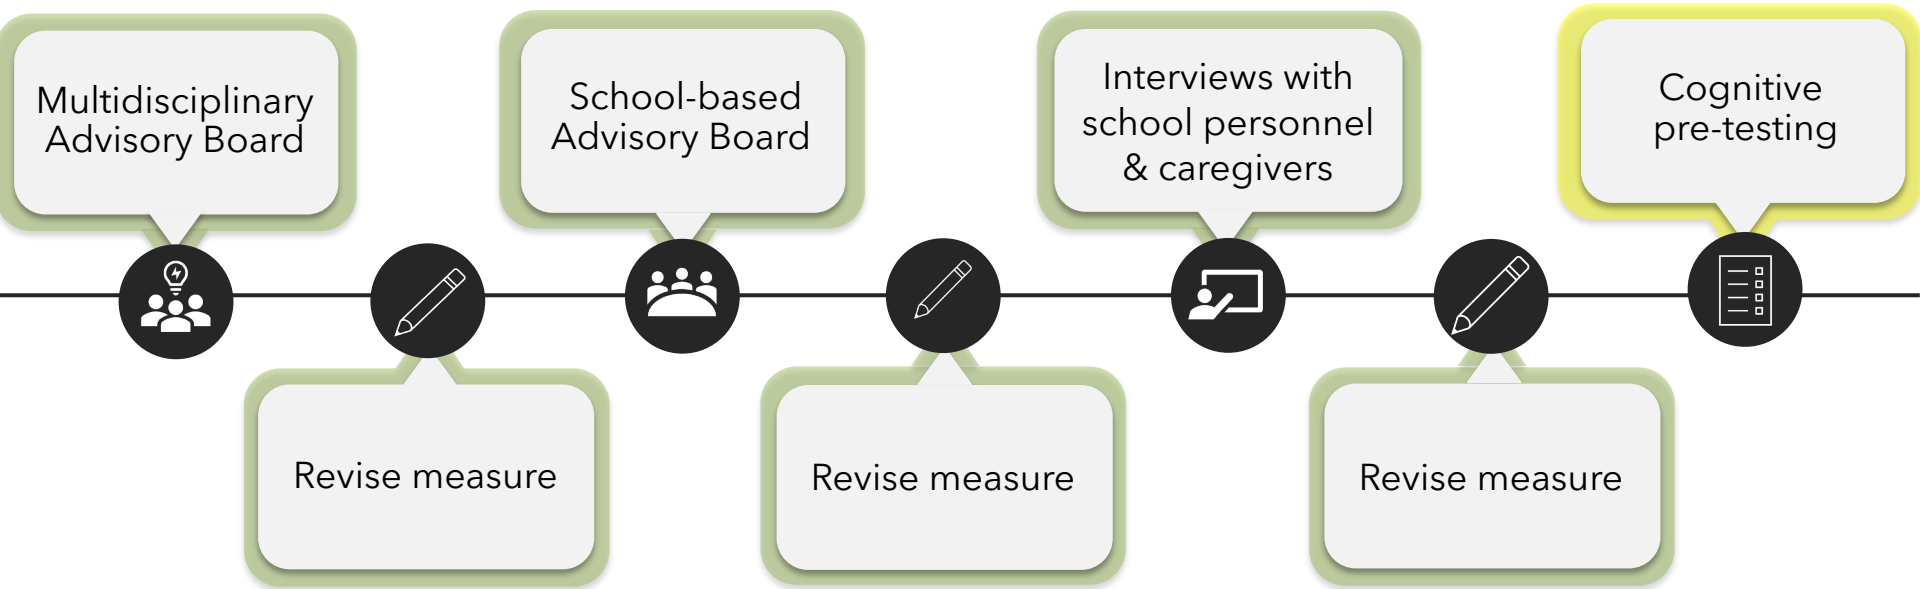 Multidisciplinary
Advisory Board
Revise measure
School-based
Advisory Board
Revise measure
Interviews with
school personnel
& caregivers
Revise measure
Cognitive
pre-testing